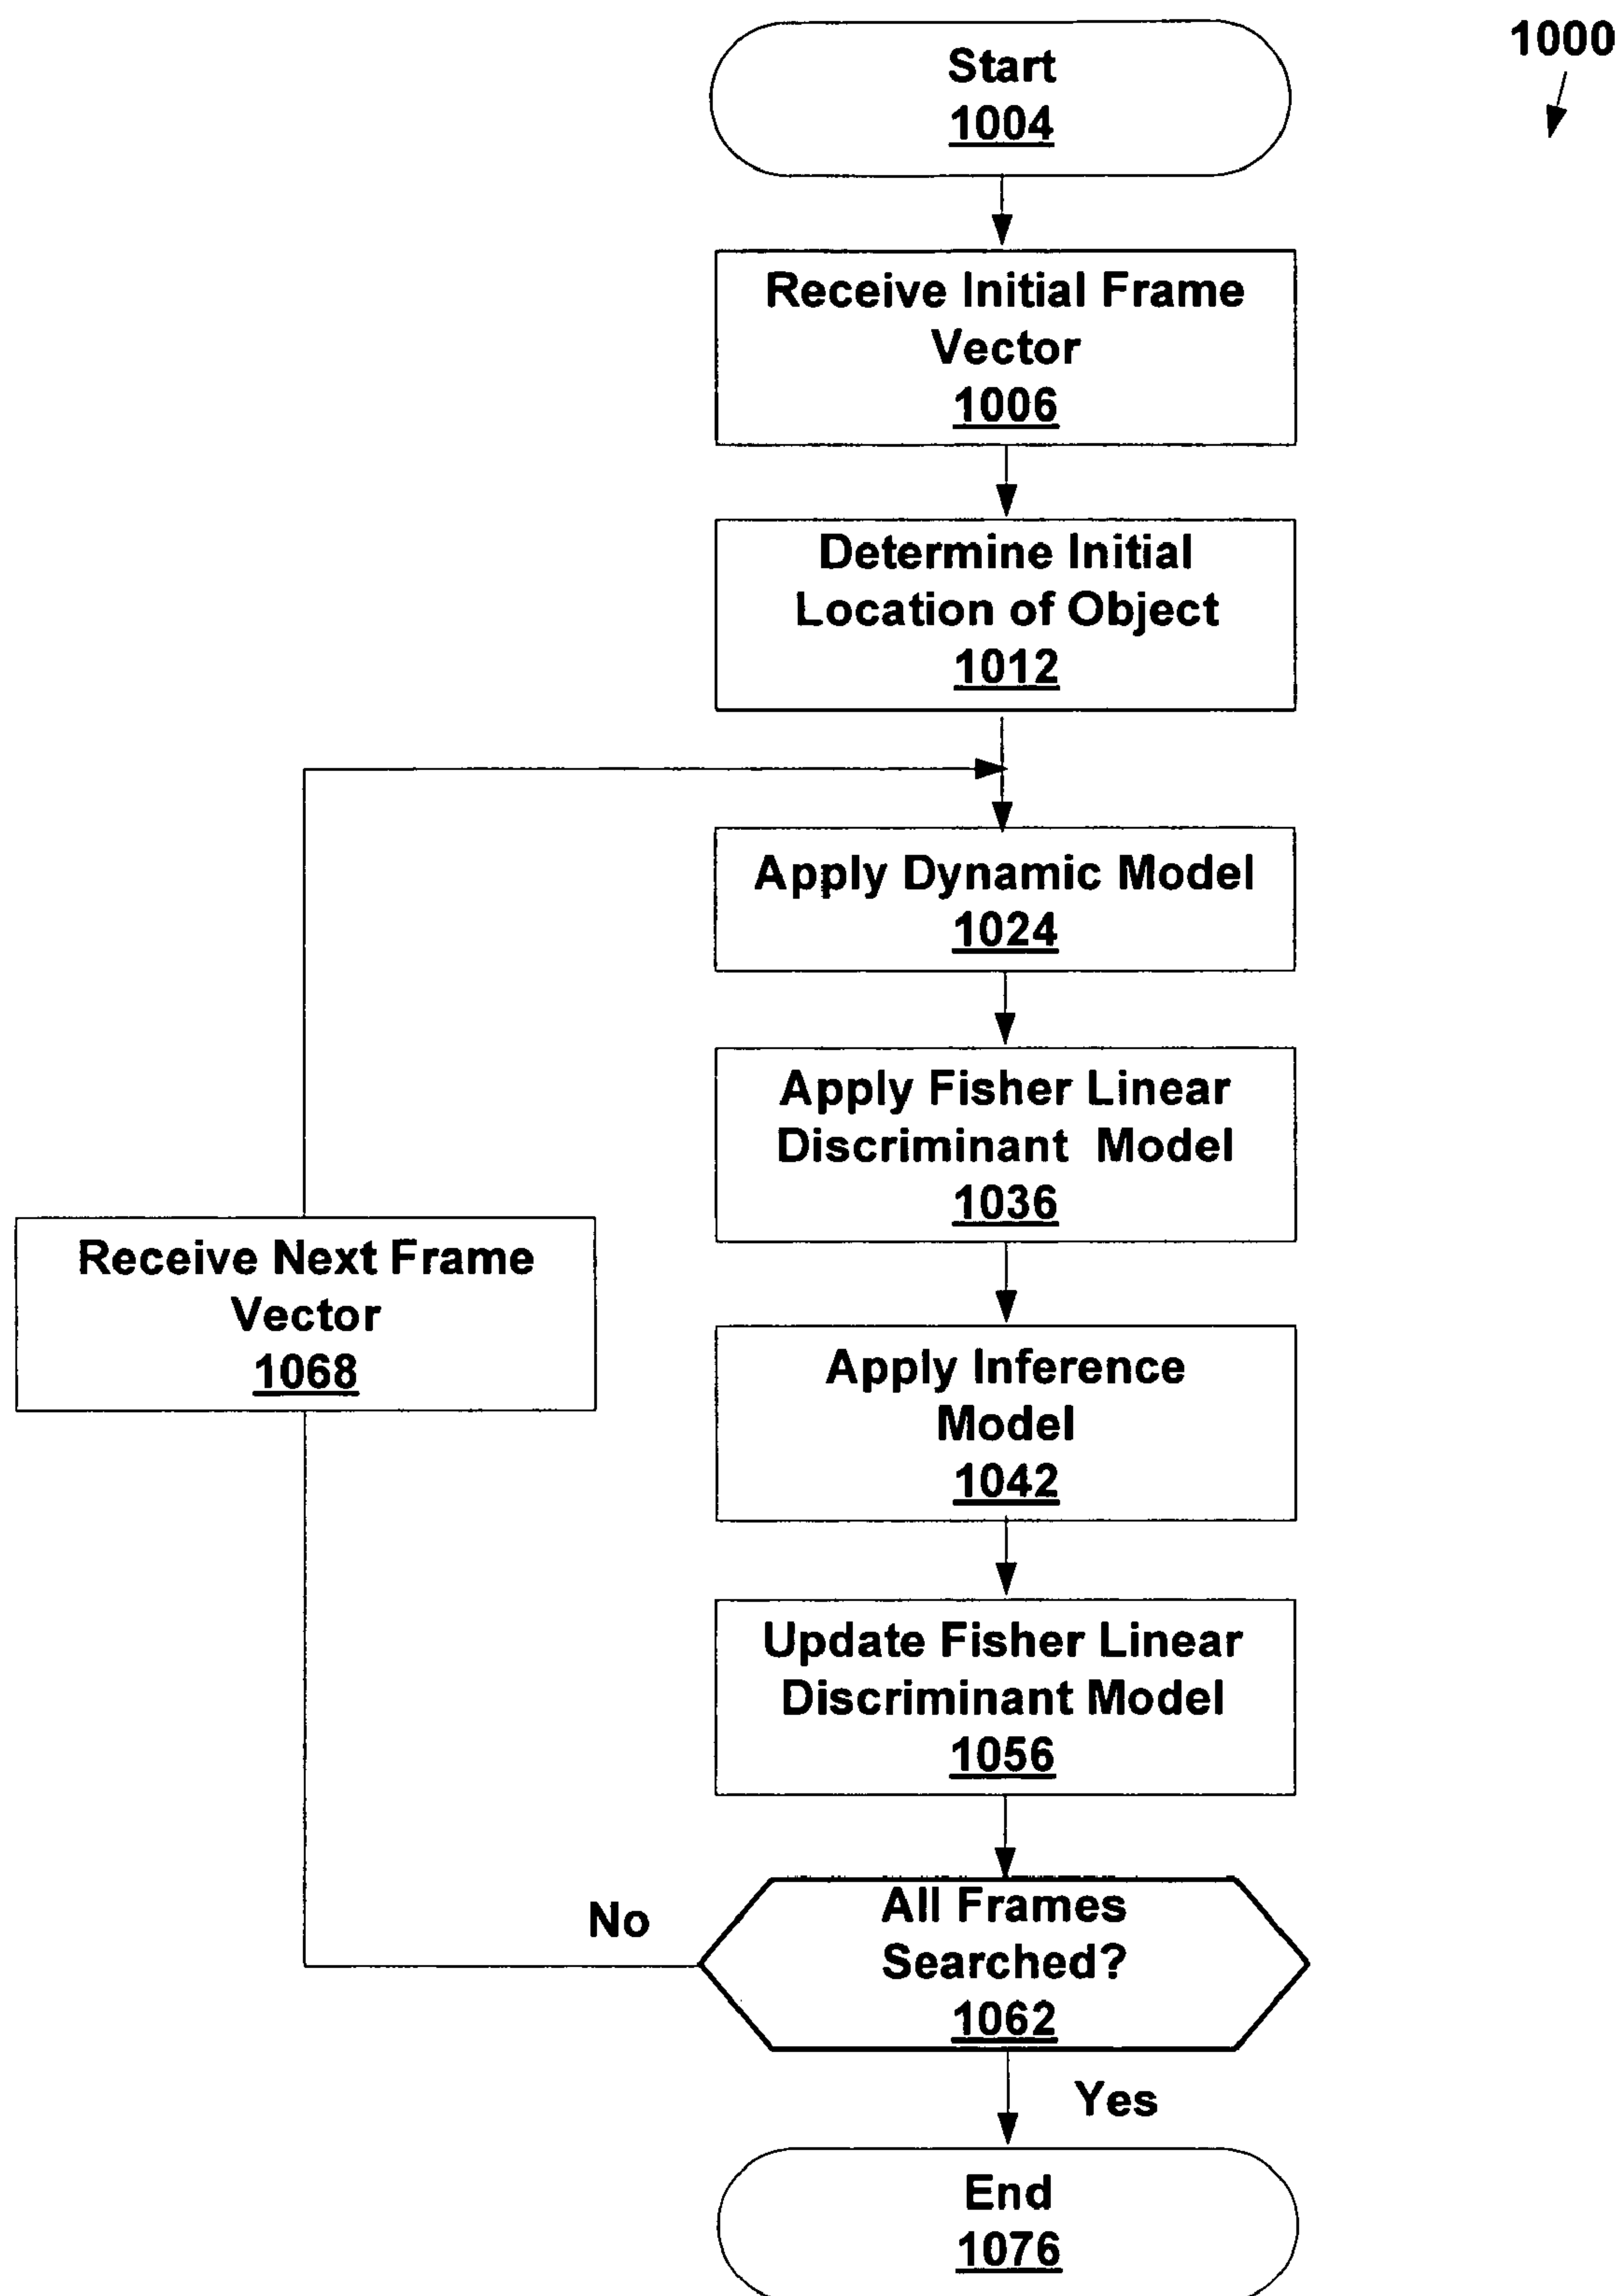 1000
Start
1004
Receive Initial Frame
Vector
1006
Determine Initial
Location of Object
1012
Apply Dynamic Model
1024
Apply Fisher Linear
Discriminant Model
1036
Receive Next Frame
Vector
1068
Apply Inference
Model
1042
Update Fisher Linear
Discriminant Model
1056
No
All Frames
Searched?
1062
Yes
End
1076